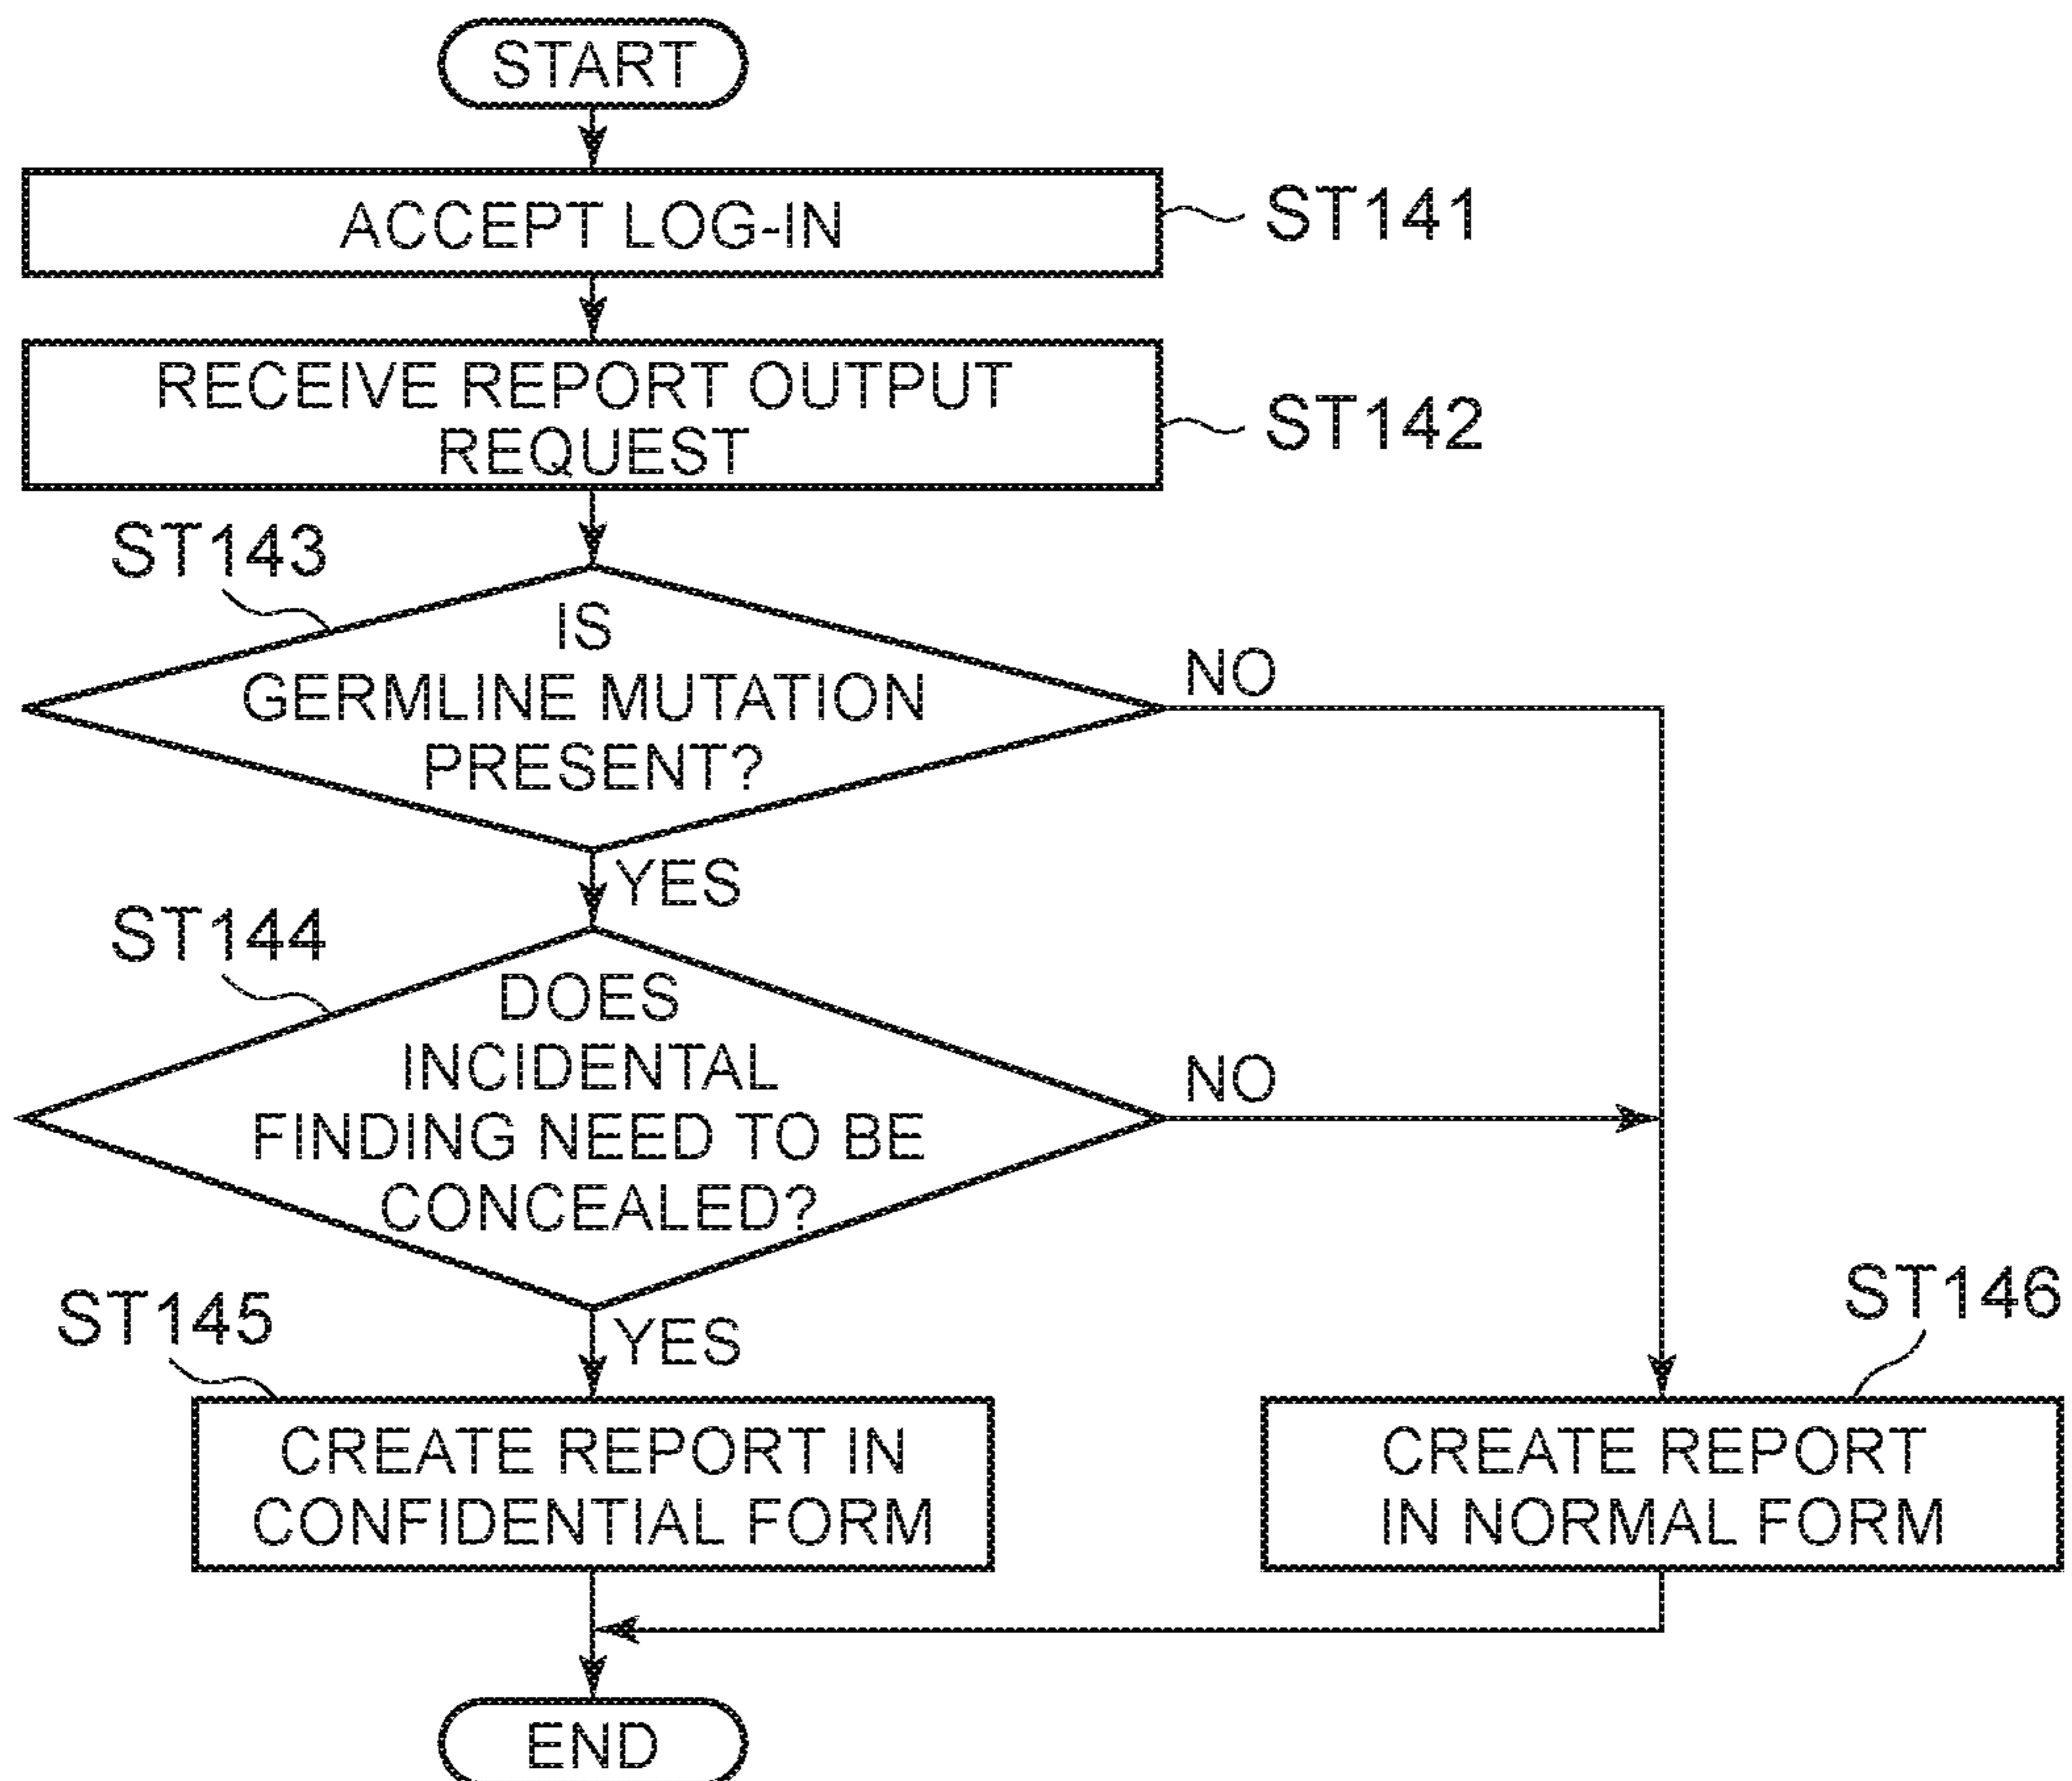 START
ACCEPT LOG-IN
ST141
RECEIVE REPORT OUTPUT
REQUEST
ST142
ST143
IS
GERMLINE MUTATION
PRESENT?
NO
YES
ST144
DOES
INCIDENTAL
FINDING NEED TO BE
CONCEALED?
NO
YES
ST145
CREATE REPORT IN
CONFIDENTIAL FORM
ST146
CREATE REPORT
IN NORMAL FORM
END